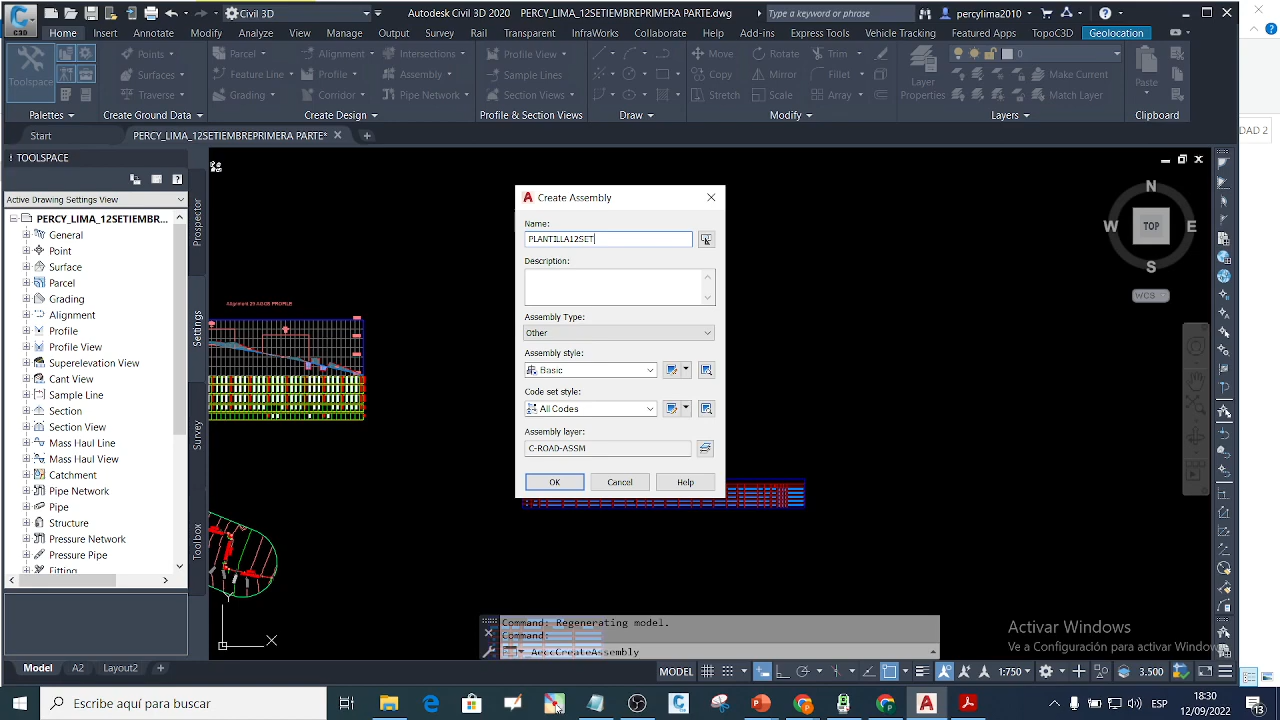 Civil 3D
Autodesk Civil 3D 2020 PERCY_LIMA_12SETIEMBREPRIMERA PARTE.dwg
Type a keyword or phrase
percylima2010
C3D
Home
Insert
Annotate
Modify
Analyze
View
Manage
Output
Survey
Rail
Transparent
InfraWorks
Collaborate
Help
Add-ins
Express Tools
Vehicle Tracking
TopoC3D
Geolocation
Toolspace
Points
Surfaces
Traverse
Parcel
Feature Line
Grading
Alignment
Profile
Corridor
Intersections
Assembly
Pipe Network
Profile View
Sample Lines
Section Views
Move
Copy
Stretch
Rotate
Mirror
Scale
Trim
Fillet
Array
Layer
Properties
0
Make Current
Match Layer
Paste
Palettes
Create Ground Data
Create Design
Profile & Section Views
Draw
Modify
Layers
Clipboard
Start
PERCY_LIMA_12SETIEMBREPRIMERA PARTE*
DAD 2
TOOLSPACE
Active Drawing Settings View
PERCY_LIMA_12SETIEMBR...
General
Point
Surface
Parcel
Grading
Alignment
Profile
Profile View
Superelevation View
Cant View
Sample Line
Section
Section View
Mass Haul Line
Mass Haul View
Catchment
Pipe Network
Pipe
Structure
Pressure Network
Pressure Pipe
Fitting
Prospector
Settings
Survey
Toolbox
Create Assembly
Name:
PLANTILLA12SET
Description:
Assembly Type:
Other
Assembly style:
Basic
Code set style:
All Codes
Assembly layer:
C-ROAD-ASSM
OK
Cancel
Help
N
W
TOP
E
S
WCS
X
Command: Regenerating model.
Command:
AeccCreateAssembly
Activar Windows
Ve a Configuración para activar Windows
Model
A2
Layout2
MODEL
1:750
3.500
Escribe aquí para buscar
ESP
18:30
12/09/2022